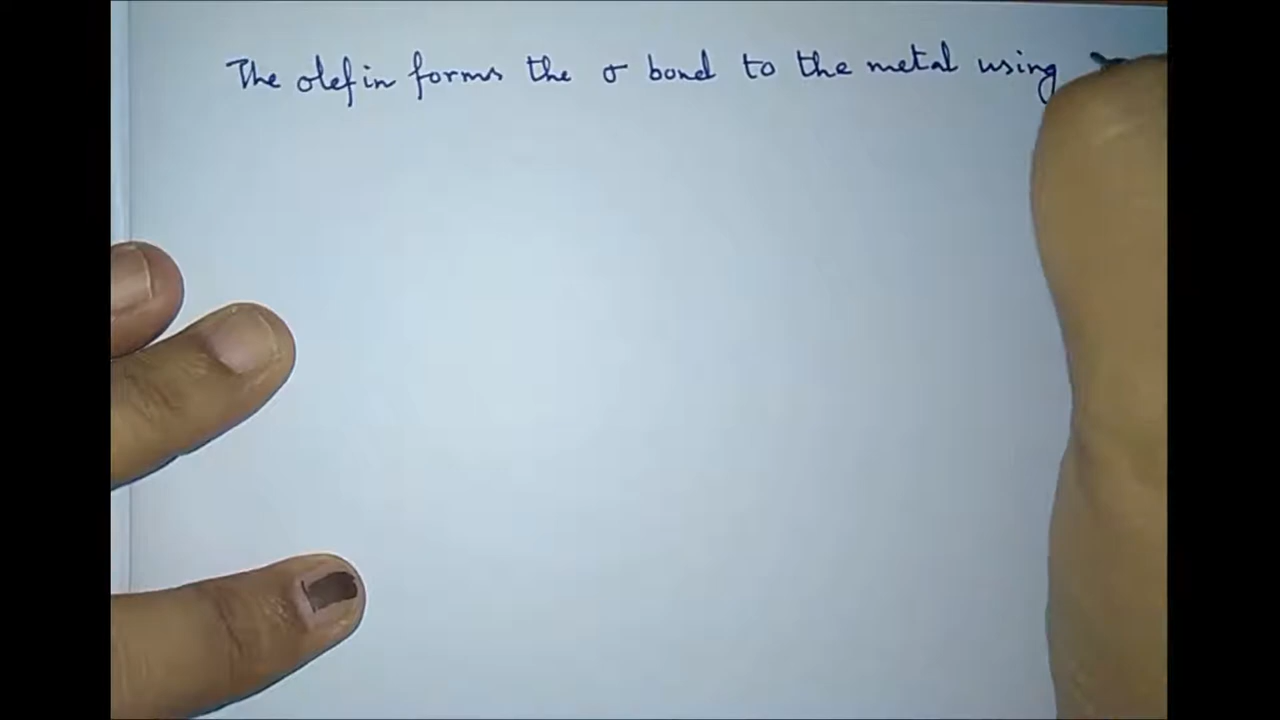 The olefin forms the σ bond to the metal using